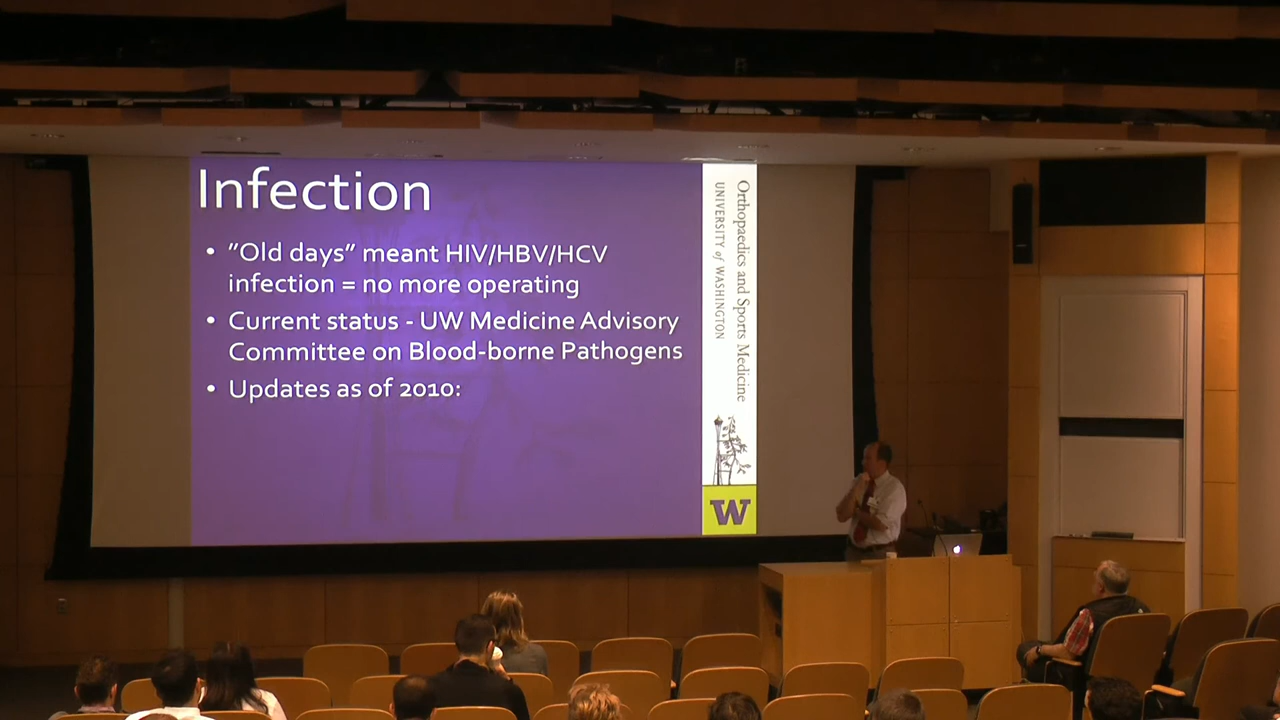 Infection
• ”Old days” meant HIV/HBV/HCV
infection = no more operating
• Current status - UW Medicine Advisory
Committee on Blood-borne Pathogens
• Updates as of 2010:
Orthopaedics and Sports Medicine
UNIVERSITY of WASHINGTON
W